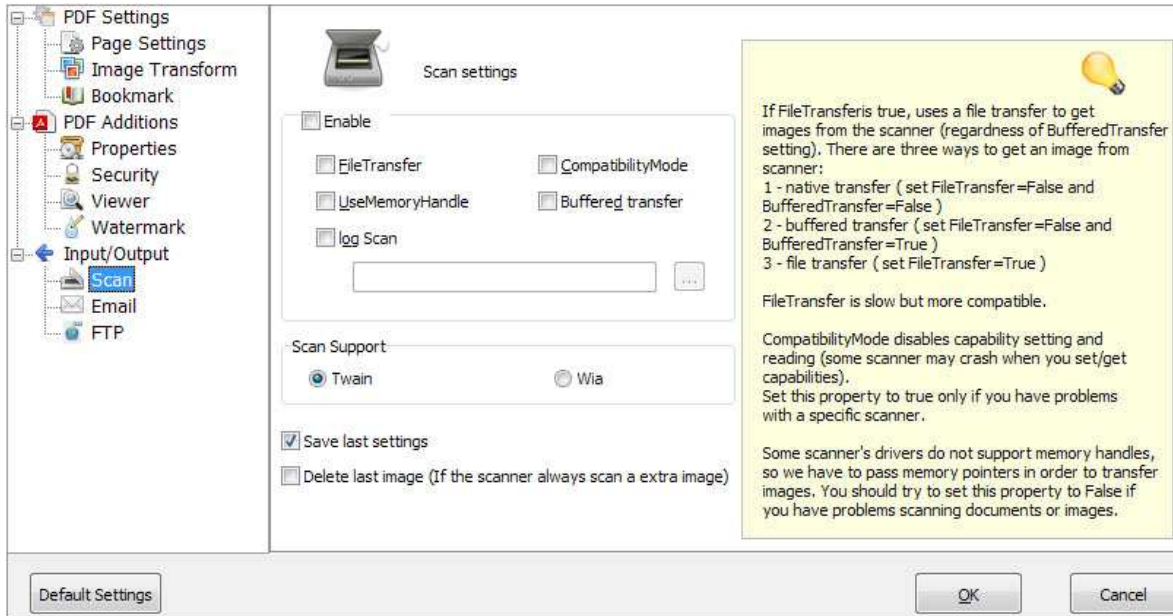 PDF Settings
Page Settings
Image Transform
Bookmark
PDF Additions
Properties
Security
Viewer
Watermark
Input/Output
Scan
Email
FTP
Scan settings
Enable
FileTransfer
CompatibilityMode
UseMemoryHandle
Buffered transfer
log Scan
...
Scan Support
Twain
Wia
Save last settings
Delete last image (If the scanner always scan a extra image)
If FileTransferis true, uses a file transfer to get
images from the scanner (regardness of BufferedTransfer
setting). There are three ways to get an image from
scanner:
1 - native transfer ( set FileTransfer=False and
BufferedTransfer=False )
2 - buffered transfer ( set FileTransfer=False and
BufferedTransfer=True )
3 - file transfer ( set FileTransfer=True )
FileTransfer is slow but more compatible.
CompatibilityMode disables capability setting and
reading (some scanner may crash when you set/get
capabilities).
Set this property to true only if you have problems
with a specific scanner.
Some scanner's drivers do not support memory handles,
so we have to pass memory pointers in order to transfer
images. You should try to set this property to False if
you have problems scanning documents or images.
Default Settings
OK
Cancel